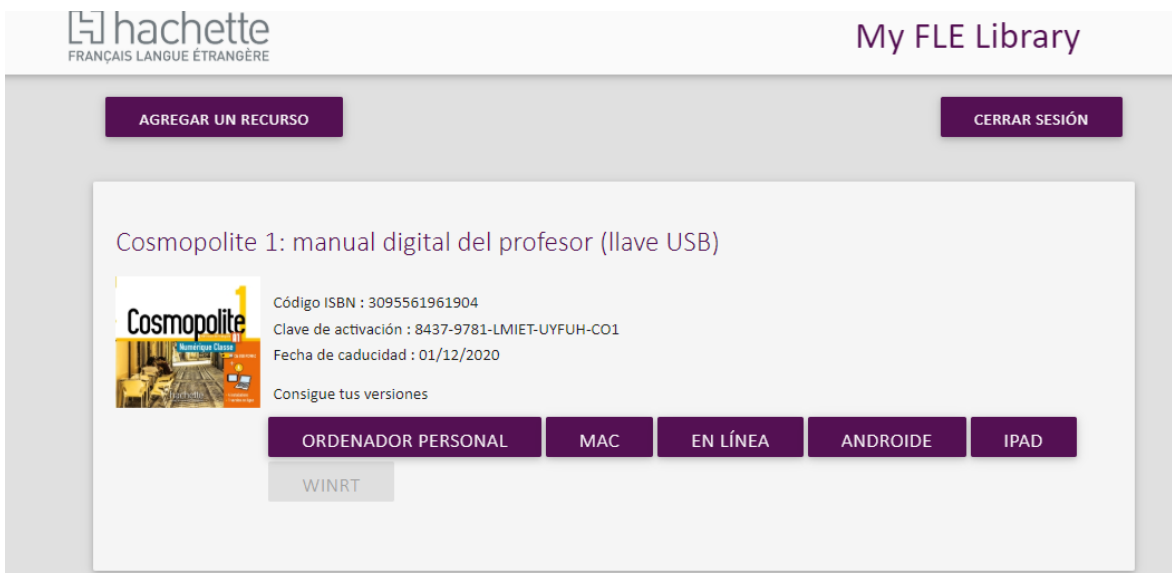 hachette
FRANÇAIS LANGUE ÉTRANGÈRE
My FLE Library
AGREGAR UN RECURSO
CERRAR SESIÓN
Cosmopolite 1: manual digital del profesor (llave USB)
1
Cosmopolite
Numérique Classe
hachette
Código ISBN : 3095561961904
Clave de activación : 8437-9781-LMIET-UYFUH-CO1
Fecha de caducidad : 01/12/2020
Consigue tus versiones
ORDENADOR PERSONAL
MAC
EN LÍNEA
ANDROIDE
IPAD
WINRT